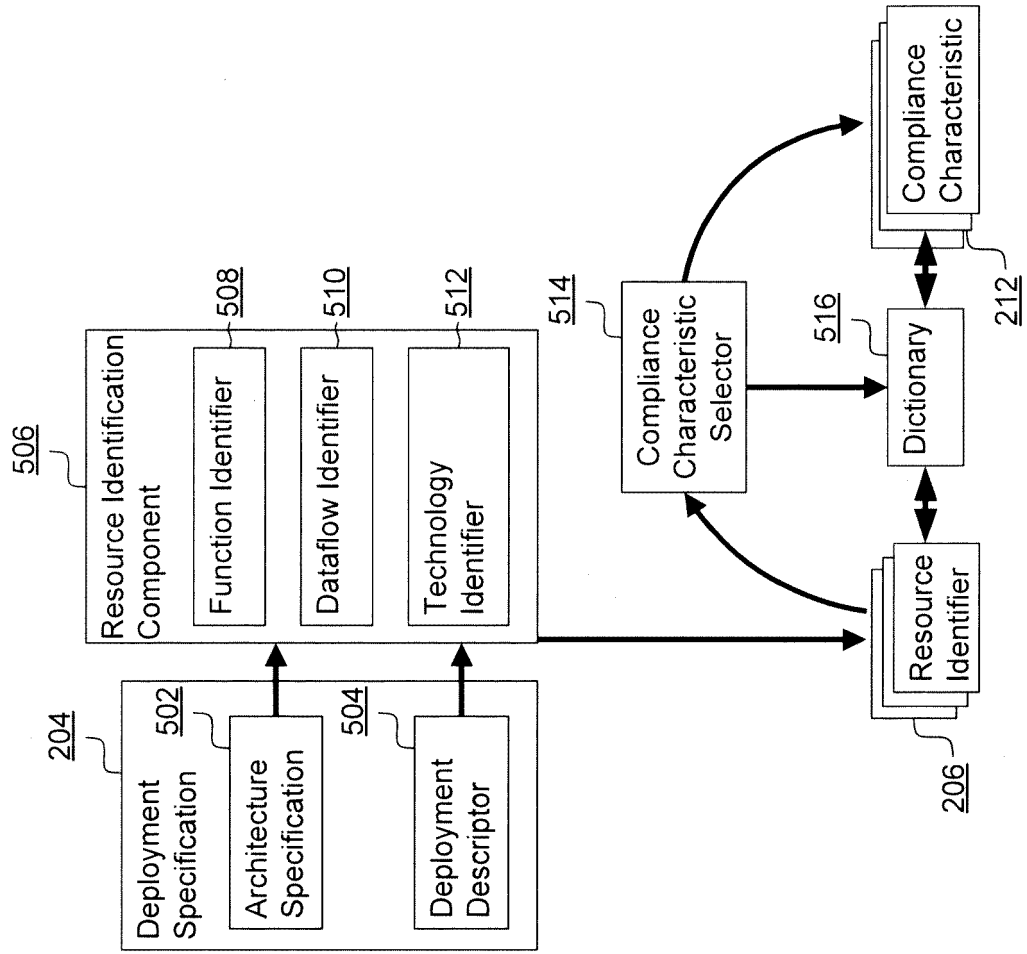 204
Deployment
Specification
502
Architecture
Specification
504
Deployment
Descriptor
506
Resource Identification
Component
Function Identifier
508
Dataflow Identifier
510
Technology
Identifier
512
514
Compliance
Characteristic
Selector
Resource
Identifier
206
516
Dictionary
Compliance
Characteristic
212